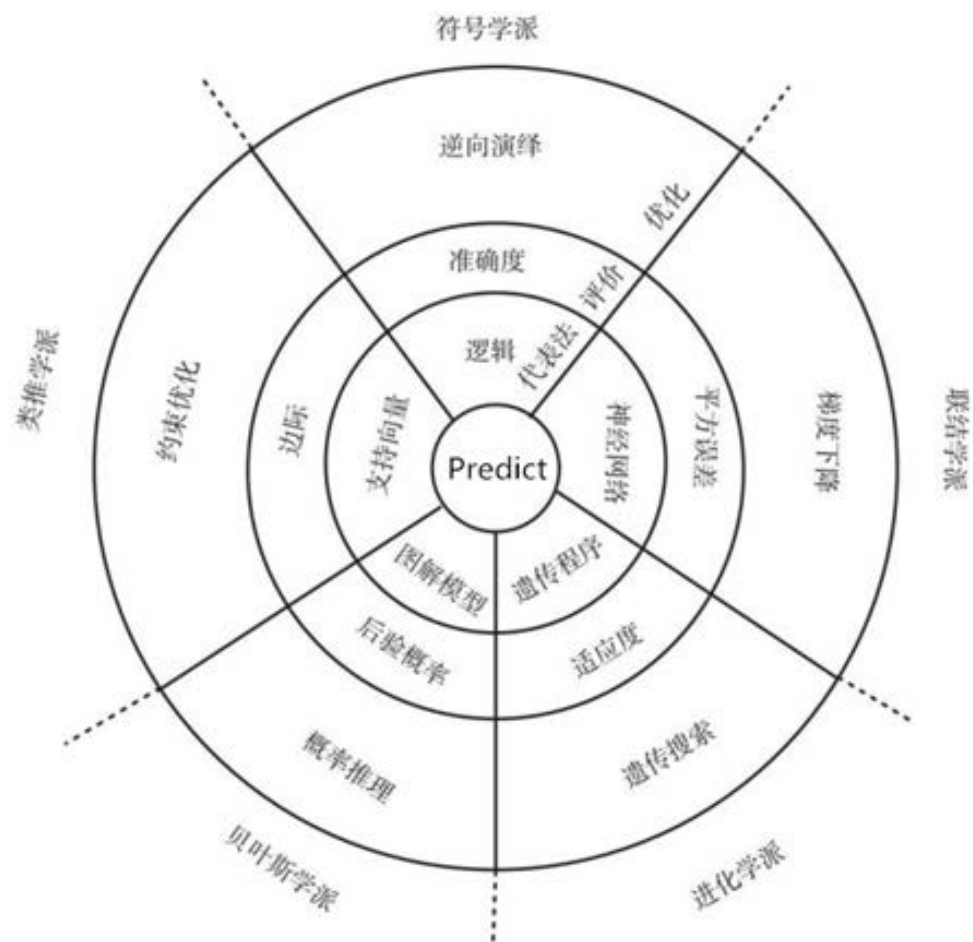 符号学派
逆向演绎
优化
准确度
评价
逻辑
代表法
类推学派
约束优化
边际
支持向量
Predict
神经网络
平方误差
梯度下降
联结学派
图解模型
遗传程序
后验概率
适应度
概率推理
遗传搜索
贝叶斯学派
进化学派